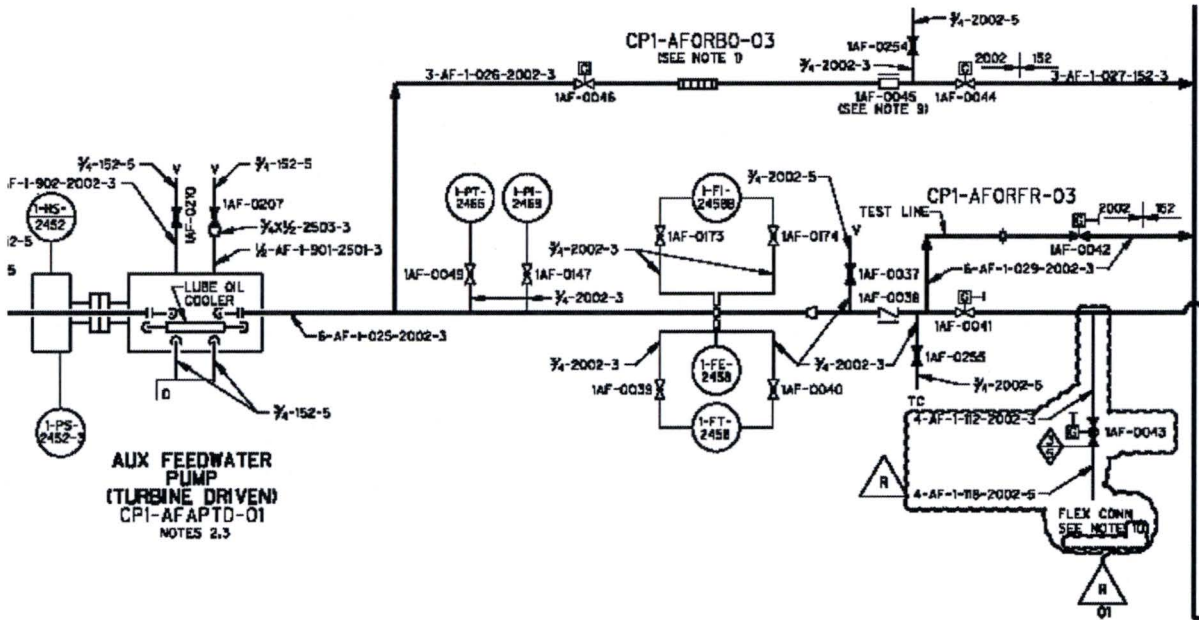 3/4-2002-5
CP1-AFORBO-03
(SEE NOTE 1)
1AF-0254
3/4-2002-3
2002
152
3-AF-1-026-2002-3
3-AF-1-027-152-3
1AF-0046
1AF-0045
(SEE NOTE 9)
1AF-0044
3/4-152-5
V
V
3/4-152-5
F-1-902-2002-3
1AF-0210
1AF-0207
1-HS-
2452
3/4X1/2-2503-3
1/2-AF-1-901-2501-3
2-5
5
LUBE OIL
COOLER
6-AF-1-025-2002-3
D
3/4-152-5
1-PS-
2452-3
AUX FEEDWATER
PUMP
(TURBINE DRIVEN)
CP1-AFAPTD-01
NOTES 2,3
1-PT-
1-PI-
1AF-0147
3/4-2002-3
1-FI-
2458B
1AF-0173
1AF-0174
3/4-2002-3
3/4-2002-5
V
1AF-0037
1AF-0038
CP1-AFORFR-03
TEST LINE
G
2002
152
1AF-0042
6-AF-1-029-2002-3
G
1AF-0041
3/4-2002-3
1-FE-
2458
3/4-2002-3
1AF-0039
1AF-0040
1-FT-
2458
1AF-0255
3/4-2002-5
TC
4-AF-1-112-2002-3
G
1AF-0043
R
4-AF-1-118-2002-5
FLEX CONN
SEE NOTE 10
01